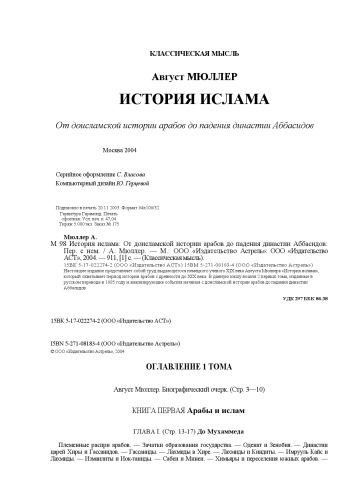 КЛАССИЧЕСКАЯ МЫСЛЬ
Август МЮЛЛЕР
ИСТОРИЯ ИСЛАМА
От доисламской истории арабов до падения династии Аббасидов
Москва 2004
Серийное оформление С. Власова
Компьютерный дизайн Ю. Герцевой
Подписано в печать 20.11.2003. Формат 84x108/32
Гарнитура Гарамонд. Печать
офсетная. Усл. печ. л. 47,04.
Тираж 5 000 экз. Заказ № 175
Мюллер А.
М 98 История ислама: От доисламской истории арабов до падения династии Аббасидов:
Пер. с нем. / А. Мюллер. — М.: ООО «Издательство Астрель»: ООО «Издательство
АСТ», 2004. — 911, [1] с. — (Классическая мысль).
15BK 5-17-022274-2 (ООО «Издательство АСТ») 15BK 5-271-08183-4 (ООО «Издательство Астрель»)
Настоящее издание представляет собой труд выдающегося немецкого ученого XIX века Августа Мюллера «История ислама»,
который охватывает период истории с древности до XIX века. В данную книгу вошли 2 первых тома, изданные в
русском переводе в 1895 году и анализирующие события начиная с доисламской истории арабов до падения династии
Аббасидов.
УДК 297 ББК 86.38
15BK 5-17-022274-2 (ООО «Издательство АСТ»)
I5BN 5-271-08183-4 (ООО «Издательство Астрель»)
© ООО «Издательство Астрель», 2004
ОГЛАВЛЕНИЕ 1 ТОМА
Август Мюллер. Биографический очерк. (Стр. 3—10)
КНИГА ПЕРВАЯ Арабы и ислам
ГЛАВА I. (Стр. 13-17) До Мухаммеда
Племенные распри арабов. — Зачатки образования государства. — Оденат и Зенобия. — Династии
царей Хиры и Гассанидов. — Гассаниды. — Лахмиды в Хире. — Лахмиды и Киндиты. — Имрууль Кайс и
Лахмиды. — Измаилиты и Иоктаниды. — Сабеи и Минеи. — Химьяры и переселения южных арабов. —